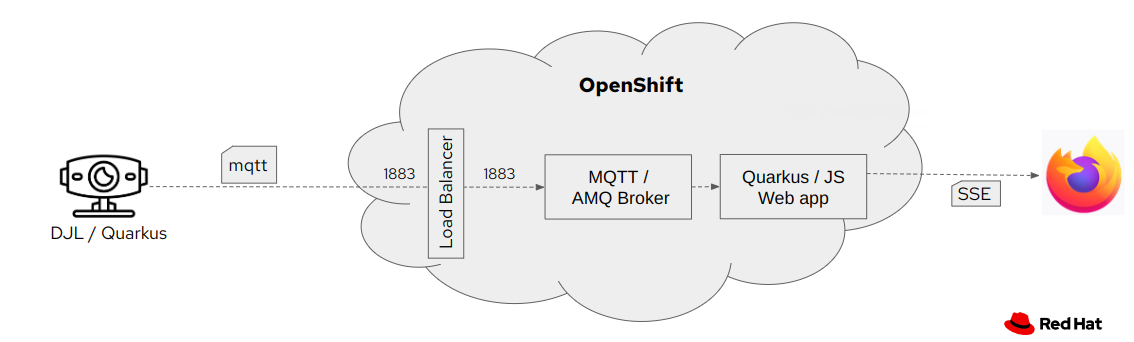 OpenShift
mqtt
1883
Load Balancer
1883
MQTT /
AMQ Broker
Quarkus / JS
Web app
SSE
DJL / Quarkus
Red Hat